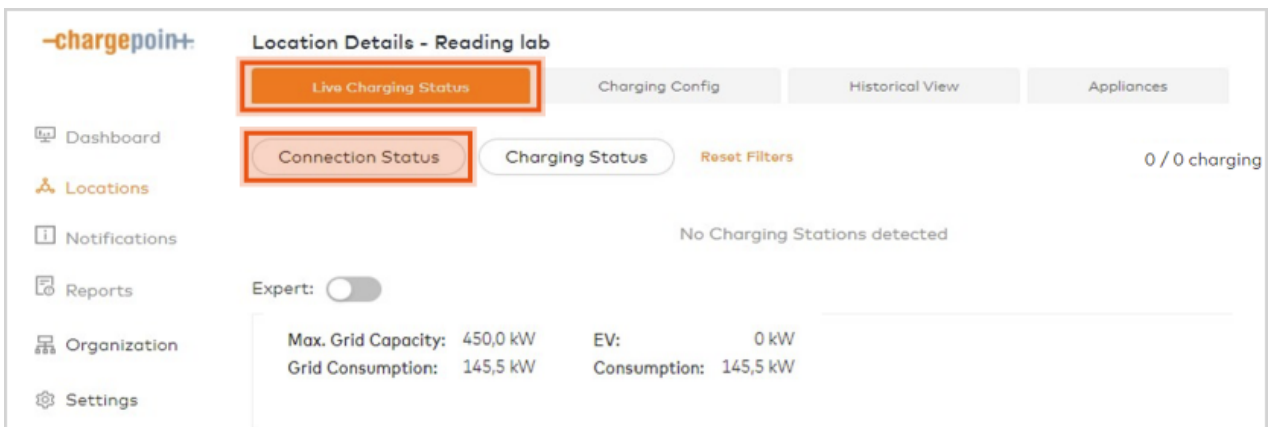 -chargepoin+
Location Details - Reading lab
Live Charging Status
Charging Config
Historical View
Appliances
Dashboard
Locations
Notifications
Reports
Organization
Settings
Connection Status
Charging Status
Reset Filters
0 / 0 charging
No Charging Stations detected
Expert:
Max. Grid Capacity: 450,0 kW EV: 0 kW
Grid Consumption: 145,5 kW Consumption: 145,5 kW